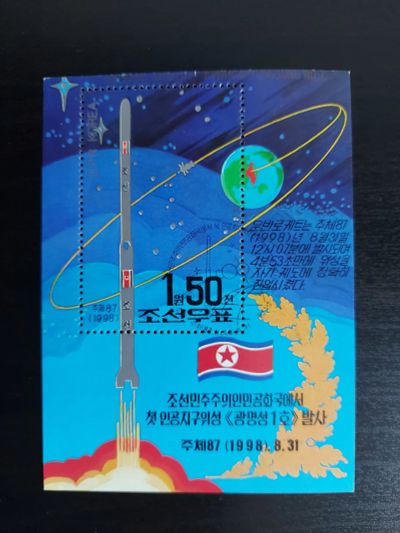 DPR KOREA
운반로케트는 주체87
(1998)년 8월31일
12시07분에 발사되여
4분53초만에 위성을
자기 궤도에 정확히
진입시켰다.
1원50전
조선우표
주체87
(1998)
조선민주주의인민공화국에서
첫 인공지구위성 《광명성1호》 발사
주체87 (1998). 8. 31